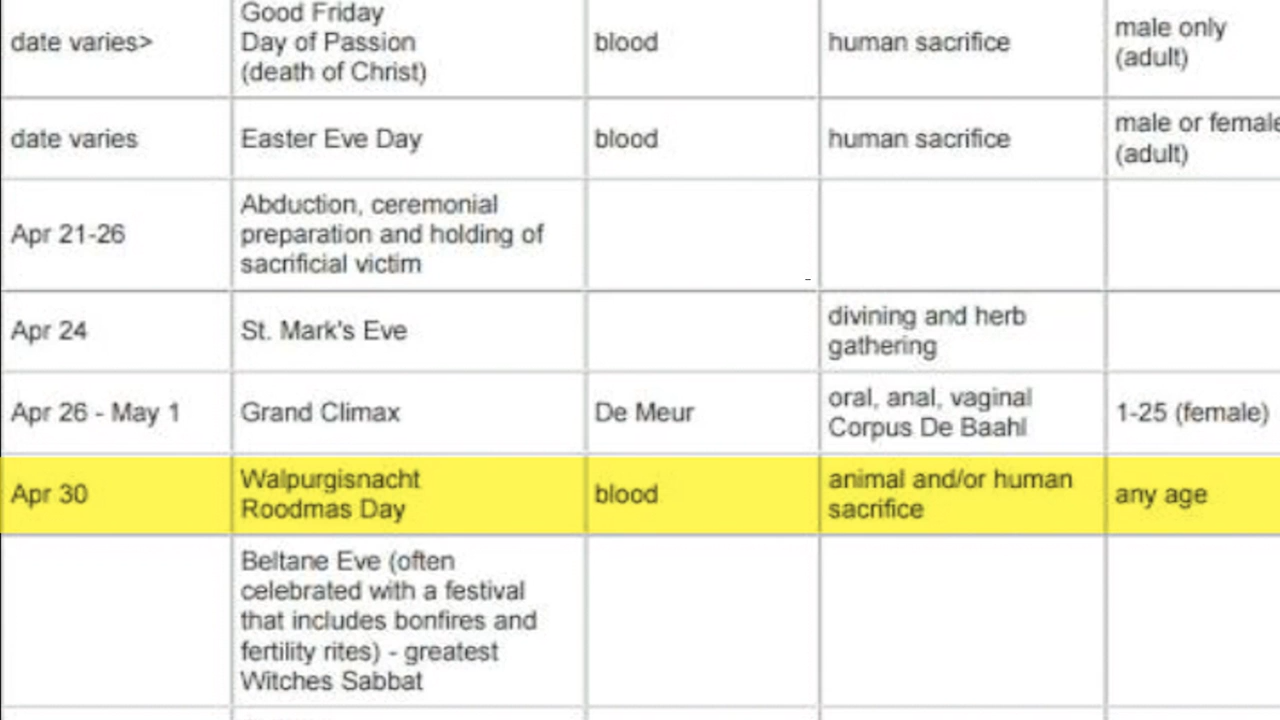 Good Friday
date varies> Day of Passion blood human sacrifice male only
(death of Christ) (adult)
date varies Easter Eve Day blood human sacrifice male or female
(adult)
Abduction, ceremonial
Apr 21-26 preparation and holding of
sacrificial victim
Apr 24 St. Mark's Eve divining and herb
gathering
Apr 26 - May 1 Grand Climax De Meur oral, anal, vaginal 1-25 (female)
Corpus De Baahl
Apr 30 Walpurgisnacht blood animal and/or human any age
Roodmas Day sacrifice
Beltane Eve (often
celebrated with a festival
that includes bonfires and
fertility rites) - greatest
Witches Sabbat